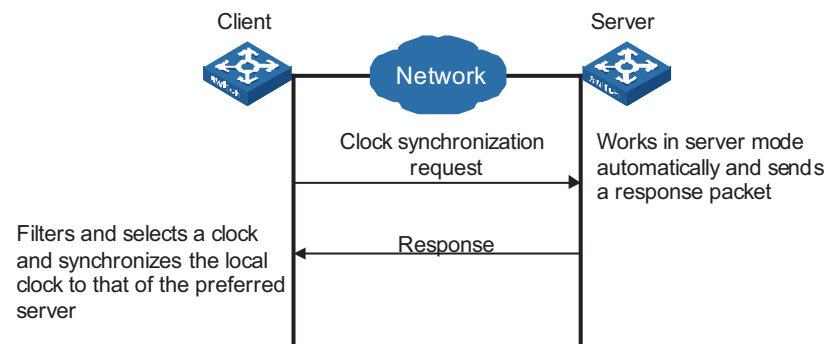 Client
Server
Network
Clock synchronization
request
Works in server mode
automatically and sends
a response packet
Filters and selects a clock
and synchronizes the local
clock to that of the preferred
server
Response